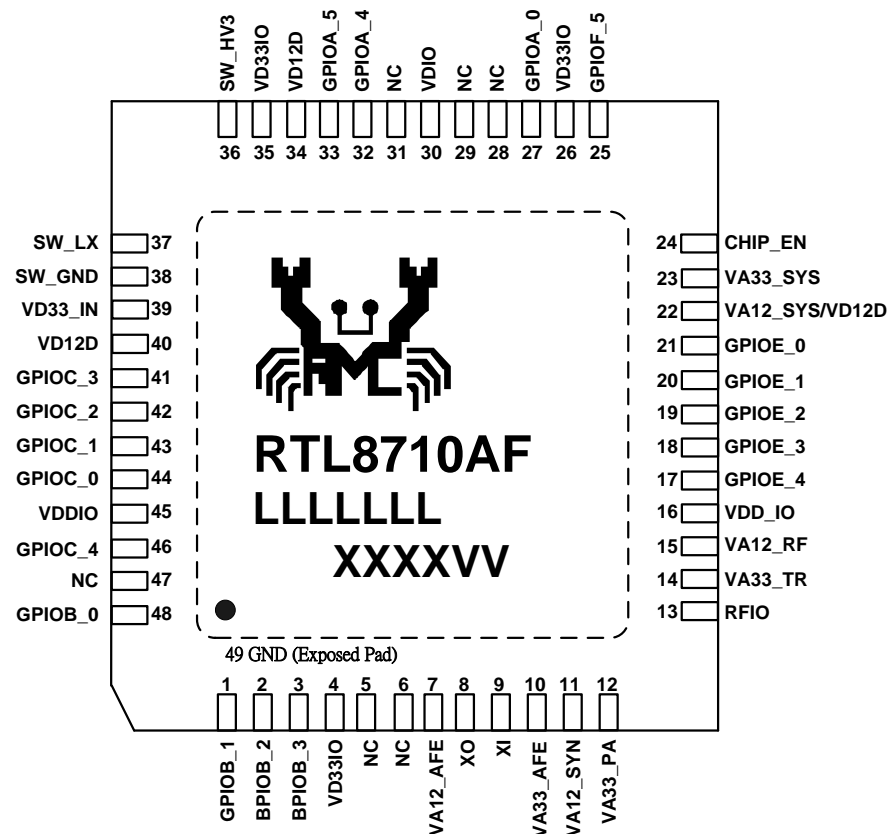 SW_HV3
VD33IO
VD12D
GPIOA_5
GPIOA_4
NC
VDIO
NC
NC
GPIOA_0
VD33IO
GPIOF_5
36 35 34 33 32 31 30 29 28 27 26 25
SW_LX 37
SW_GND 38
VD33_IN 39
VD12D 40
GPIOC_3 41
GPIOC_2 42
GPIOC_1 43
GPIOC_0 44
VDDIO 45
GPIOC_4 46
NC 47
GPIOB_0 48
RTL8710AF
LLLLLLL
XXXXVV
24 CHIP_EN
23 VA33_SYS
22 VA12_SYS/VD12D
21 GPIOE_0
20 GPIOE_1
19 GPIOE_2
18 GPIOE_3
17 GPIOE_4
16 VDD_IO
15 VA12_RF
14 VA33_TR
13 RFIO
49 GND (Exposed Pad)
1 2 3 4 5 6 7 8 9 10 11 12
GPIOB_1
BPIOB_2
BPIOB_3
VD33IO
NC
NC
VA12_AFE
XO
XI
VA33_AFE
VA12_SYN
VA33_PA